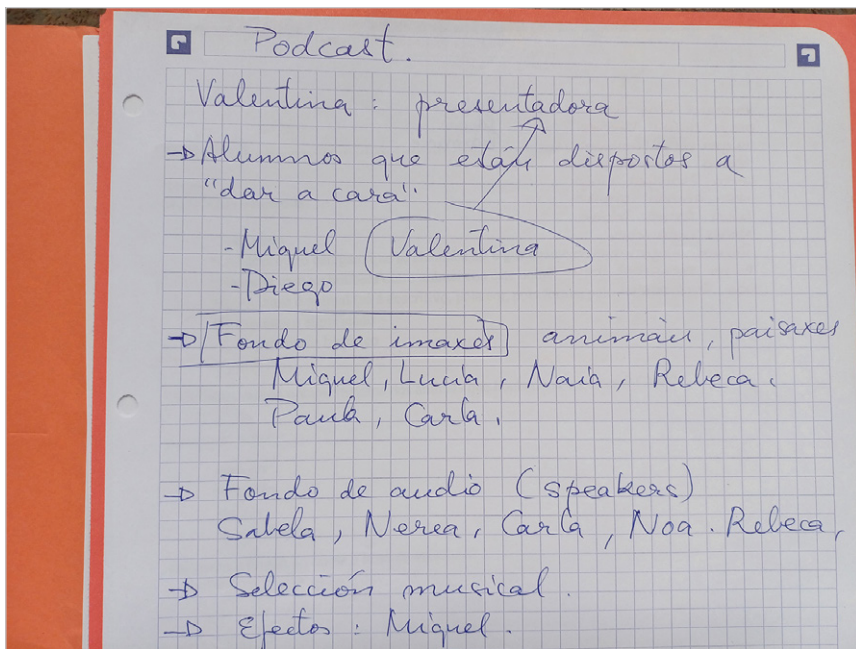 Podcast.
Valentina : presentadora
→ Alumnos que están dispostos a
"dar a cara".
- Miguel Valentina
- Diego
→ Fondo de imaxes animáis, paisaxes
Miguel, Lucía, Naia, Rebeca.
Paula, Carla.
→ Fondo de audio (speakers)
Sabela, Nerea, Carla, Noa. Rebeca,
→ Selección musical.
→ Efectos : Miguel.